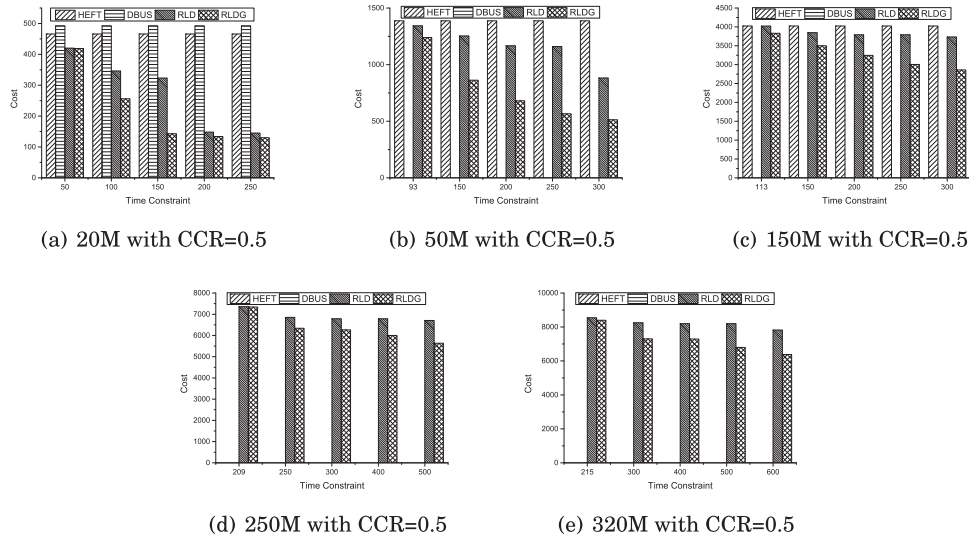 HEFT DBUS RLD RLDG
500
400
300
200
100
0
Cost
50 100 150 200 250
Time Constraint
(a) 20M with CCR=0.5
HEFT DBUS RLD RLDG
1500
1000
500
0
Cost
93 150 200 250 300
Time Constraint
(b) 50M with CCR=0.5
HEFT DBUS RLD RLDG
4500
4000
3500
3000
2500
2000
1500
1000
500
0
Cost
113 150 200 250 300
Time Constraint
(c) 150M with CCR=0.5
HEFT DBUS RLD RLDG
8000
7000
6000
5000
4000
3000
2000
1000
0
Cost
209 250 300 400 500
Time Constraint
(d) 250M with CCR=0.5
HEFT DBUS RLD RLDG
10000
8000
6000
4000
2000
0
Cost
215 300 400 500 600
Time Constraint
(e) 320M with CCR=0.5